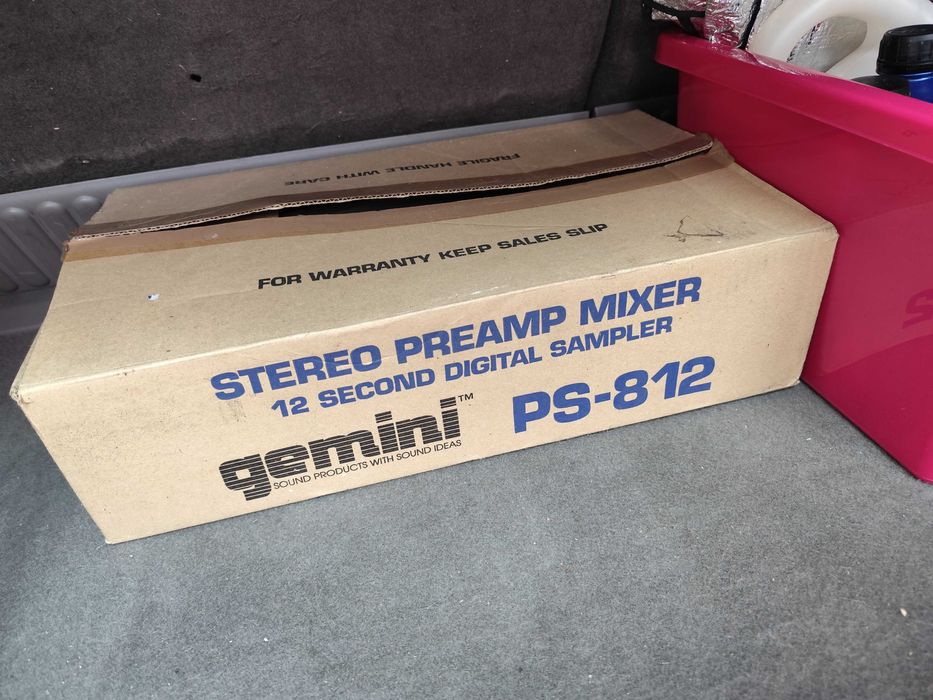 FRAGILE HANDLE WITH CARE
FOR WARRANTY KEEP SALES SLIP
STEREO PREAMP MIXER
12 SECOND DIGITAL SAMPLER
gemini™ PS-812
SOUND PRODUCTS WITH SOUND IDEAS